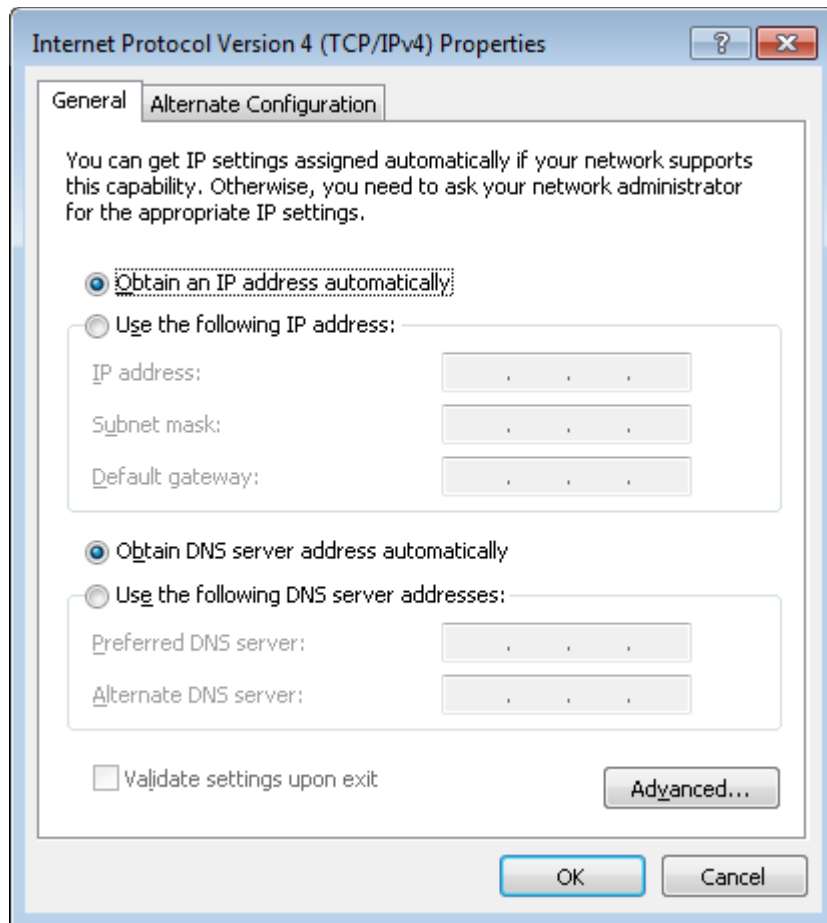 Internet Protocol Version 4 (TCP/IPv4) Properties
General
Alternate Configuration
You can get IP settings assigned automatically if your network supports
this capability. Otherwise, you need to ask your network administrator
for the appropriate IP settings.
Obtain an IP address automatically
Use the following IP address:
IP address:
. . .
Subnet mask:
. . .
Default gateway:
. . .
Obtain DNS server address automatically
Use the following DNS server addresses:
Preferred DNS server:
. . .
Alternate DNS server:
. . .
Validate settings upon exit
Advanced...
OK
Cancel